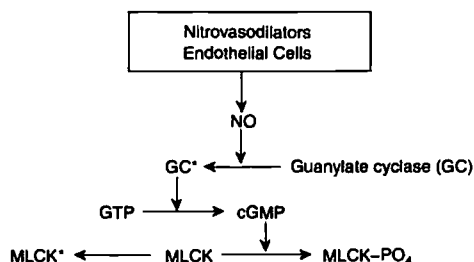 Nitrovasodilators
Endothelial Cells
NO
GC* Guanylate cyclase (GC)
GTP cGMP
MLCK* MLCK MLCK–PO₄